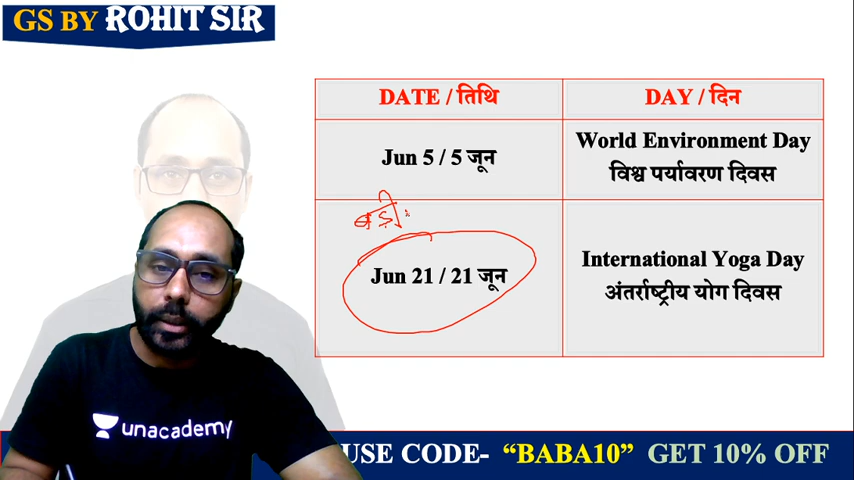 GS BY ROHIT SIR
DATE / तिथि
DAY / दिन
Jun 5 / 5 जून
World Environment Day
विश्व पर्यावरण दिवस
बड़ी
Jun 21 / 21 जून
International Yoga Day
अंतर्राष्ट्रीय योग दिवस
unacademy
USE CODE- “BABA10” GET 10% OFF